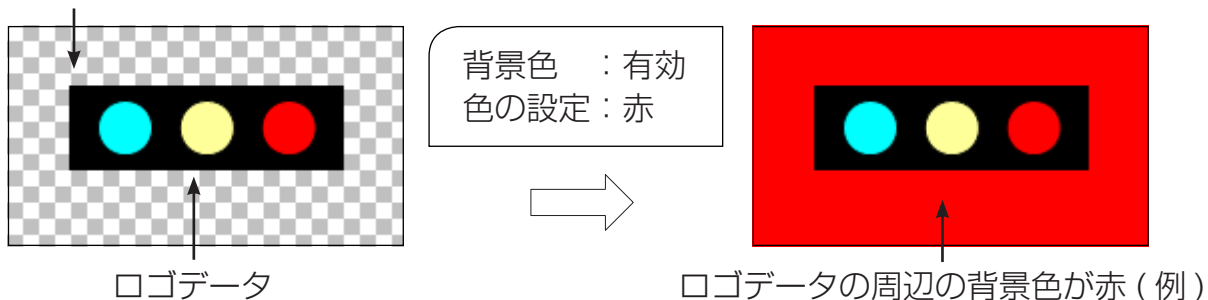 背景色　：有効
色の設定：赤
ロゴデータ
ロゴデータの周辺の背景色が赤 ( 例 )